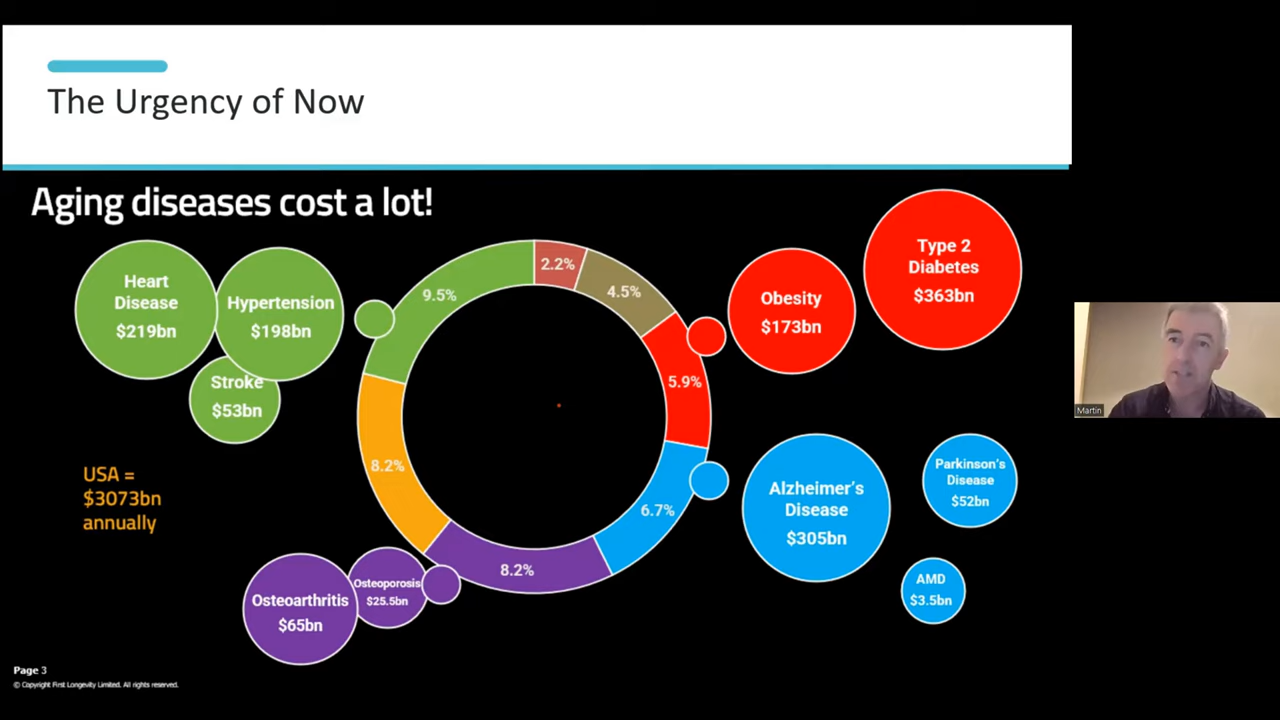 The Urgency of Now
Aging diseases cost a lot!
Heart
Disease
$219bn
Hypertension
$198bn
Stroke
$53bn
USA =
$3073bn
annually
9.5%
2.2%
4.5%
5.9%
6.7%
8.2%
8.2%
Obesity
$173bn
Type 2
Diabetes
$363bn
Alzheimer's
Disease
$305bn
Parkinson's
Disease
$52bn
AMD
$3.5bn
Osteoarthritis
$65bn
Osteoporosis
$25.5bn
Martin
Page 3
© Copyright First Longevity Limited. All rights reserved.